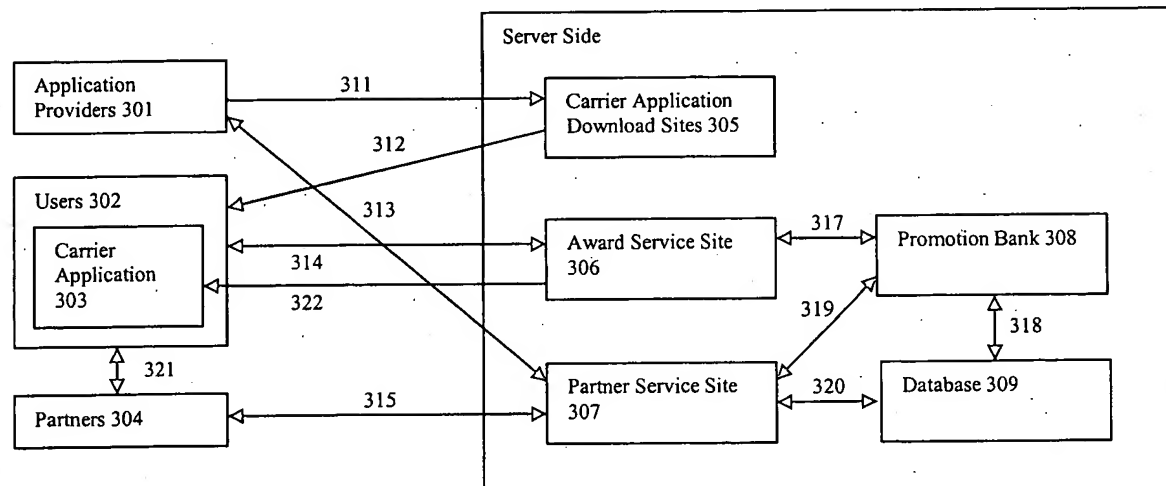 Server Side
Application
Providers 301
311
Carrier Application
Download Sites 305
312
Users 302
313
Carrier
Application
303
314
322
Award Service Site
306
317
Promotion Bank 308
319
318
321
Partners 304
315
Partner Service Site
307
320
Database 309